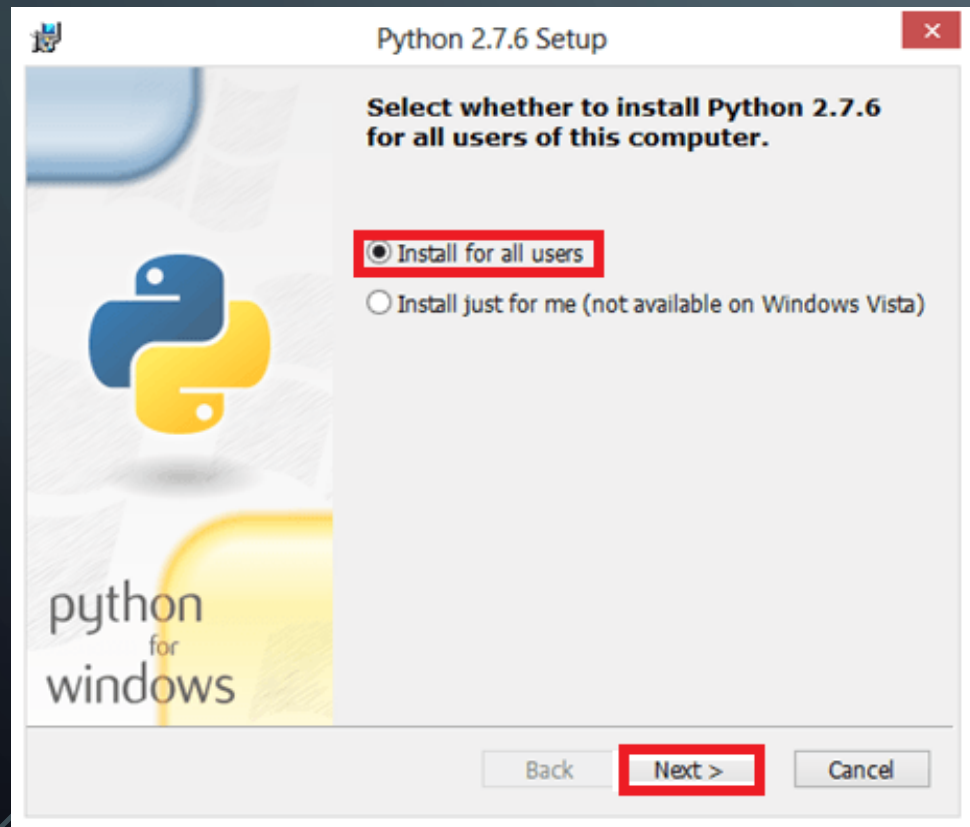 Python 2.7.6 Setup
Select whether to install Python 2.7.6
for all users of this computer.
Install for all users
Install just for me (not available on Windows Vista)
python
for
windows
Back
Next >
Cancel